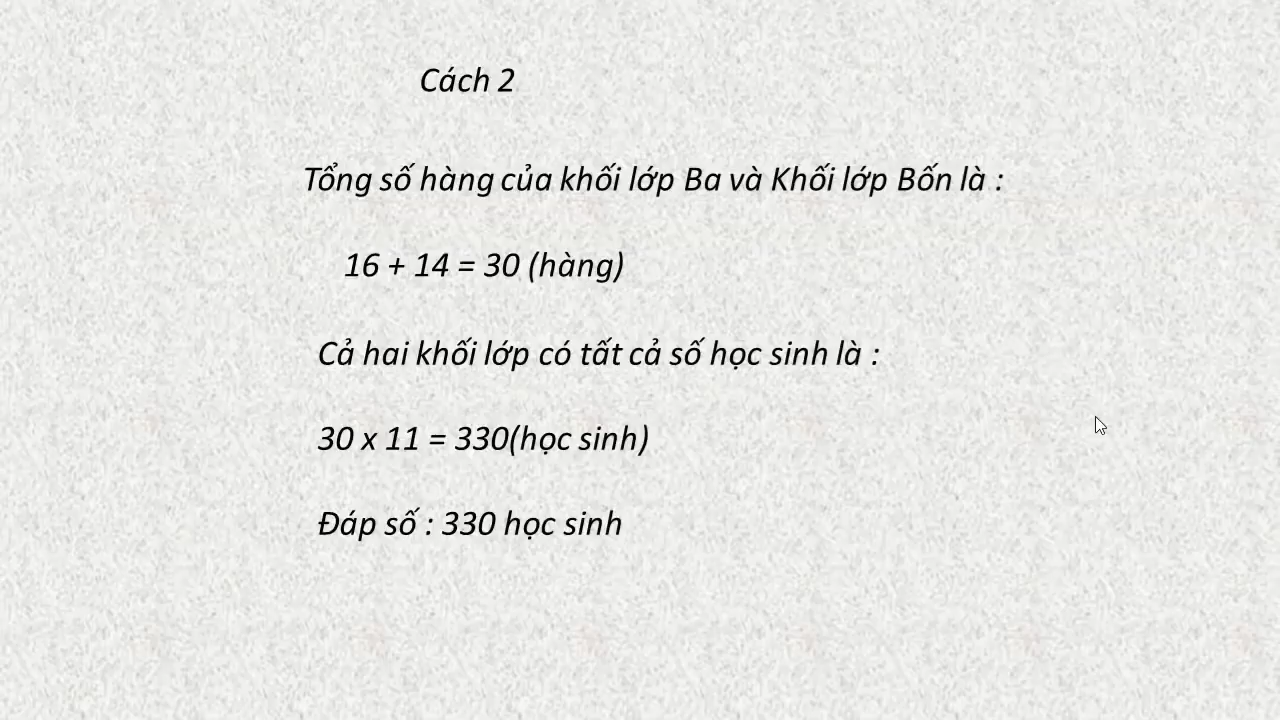 Cách 2
Tổng số hàng của khối lớp Ba và Khối lớp Bốn là :
16 + 14 = 30 (hàng)
Cả hai khối lớp có tất cả số học sinh là :
30 x 11 = 330(học sinh)
Đáp số : 330 học sinh